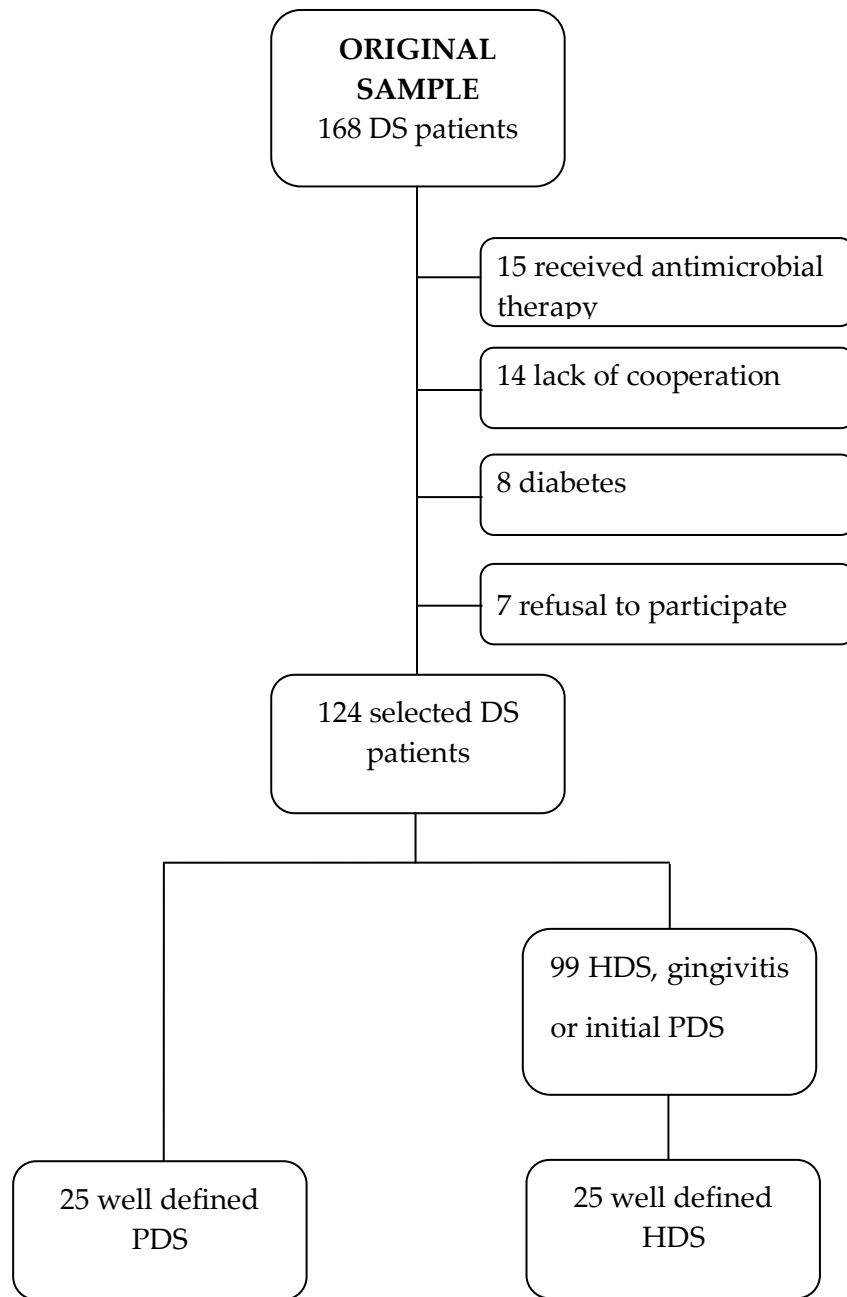 ORIGINAL
SAMPLE
168 DS patients
15 received antimicrobial
therapy
14 lack of cooperation
8 diabetes
7 refusal to participate
124 selected DS
patients
99 HDS, gingivitis
or initial PDS
25 well defined
PDS
25 well defined
HDS